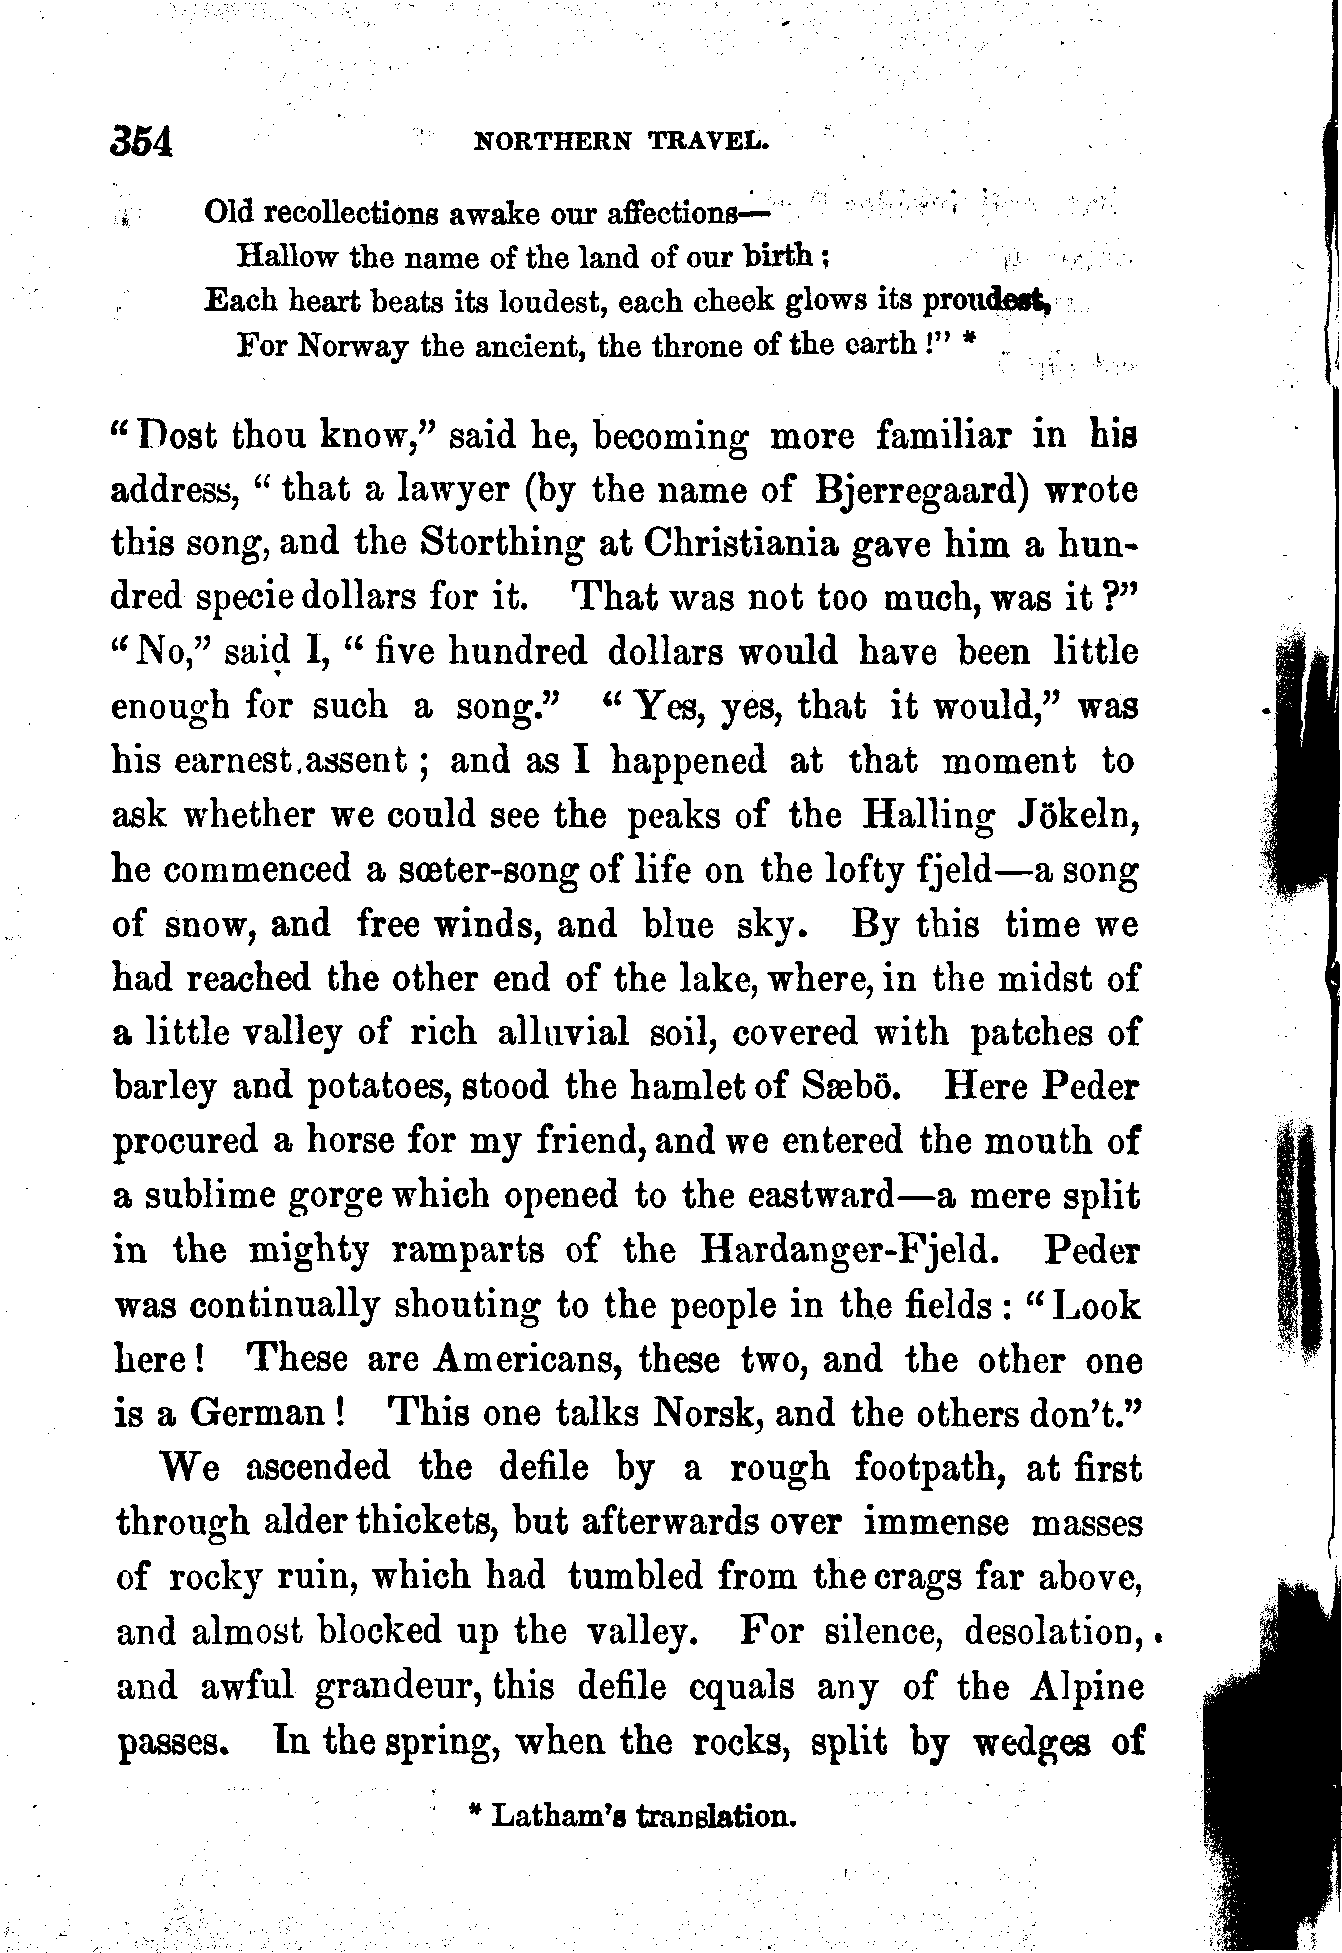 354 NORTHERN TRAVEL.
Old recollections awake our affections—
Hallow the name of the land of our birth;
Each heart beats its loudest, each cheek glows its proudest,
For Norway the ancient, the throne of the earth!" *
"Dost thou know," said he, becoming more familiar in his
address, "that a lawyer (by the name of Bjerregaard) wrote
this song, and the Storthing at Christiania gave him a hun-
dred specie dollars for it. That was not too much, was it?"
"No," said I, "five hundred dollars would have been little
enough for such a song." "Yes, yes, that it would," was
his earnest assent; and as I happened at that moment to
ask whether we could see the peaks of the Halling Jökeln,
he commenced a sœter-song of life on the lofty fjeld—a song
of snow, and free winds, and blue sky. By this time we
had reached the other end of the lake, where, in the midst of
a little valley of rich alluvial soil, covered with patches of
barley and potatoes, stood the hamlet of Sæbö. Here Peder
procured a horse for my friend, and we entered the mouth of
a sublime gorge which opened to the eastward—a mere split
in the mighty ramparts of the Hardanger-Fjeld. Peder
was continually shouting to the people in the fields: "Look
here! These are Americans, these two, and the other one
is a German! This one talks Norsk, and the others don't."
We ascended the defile by a rough footpath, at first
through alder thickets, but afterwards over immense masses
of rocky ruin, which had tumbled from the crags far above,
and almost blocked up the valley. For silence, desolation,
and awful grandeur, this defile equals any of the Alpine
passes. In the spring, when the rocks, split by wedges of
* Latham's translation.